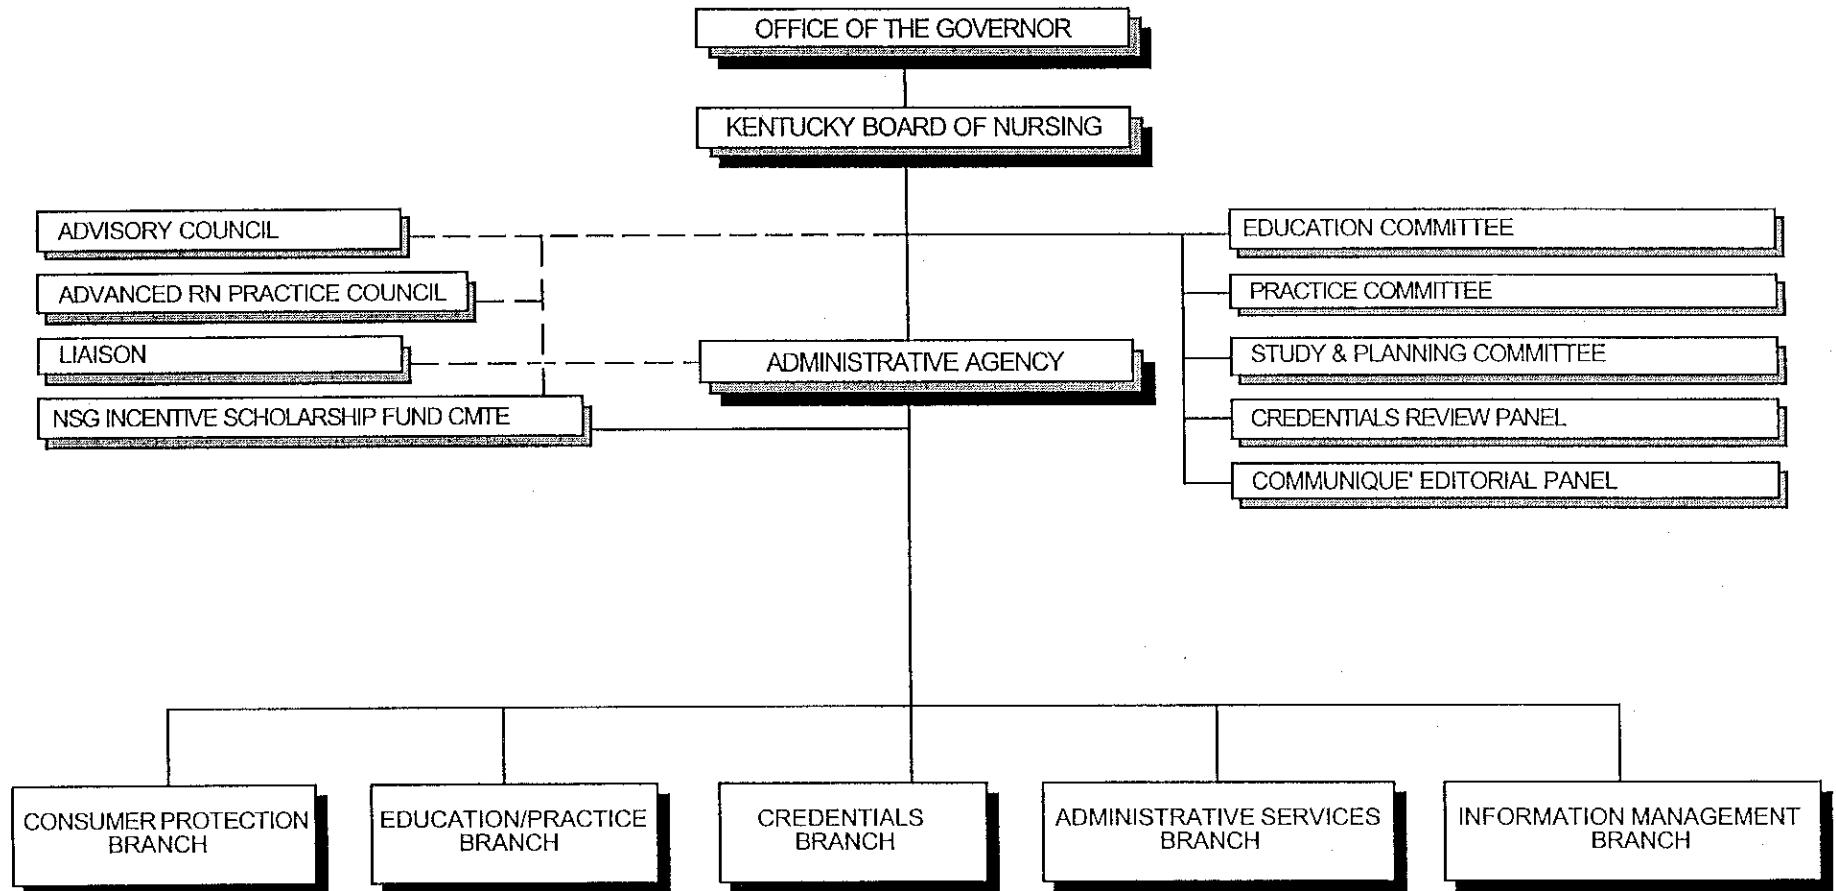 OFFICE OF THE GOVERNOR
KENTUCKY BOARD OF NURSING
ADVISORY COUNCIL
ADVANCED RN PRACTICE COUNCIL
LIAISON
NSG INCENTIVE SCHOLARSHIP FUND CMTE
ADMINISTRATIVE AGENCY
EDUCATION COMMITTEE
PRACTICE COMMITTEE
STUDY & PLANNING COMMITTEE
CREDENTIALS REVIEW PANEL
COMMUNIQUE' EDITORIAL PANEL
CONSUMER PROTECTION
BRANCH
EDUCATION/PRACTICE
BRANCH
CREDENTIALS
BRANCH
ADMINISTRATIVE SERVICES
BRANCH
INFORMATION MANAGEMENT
BRANCH